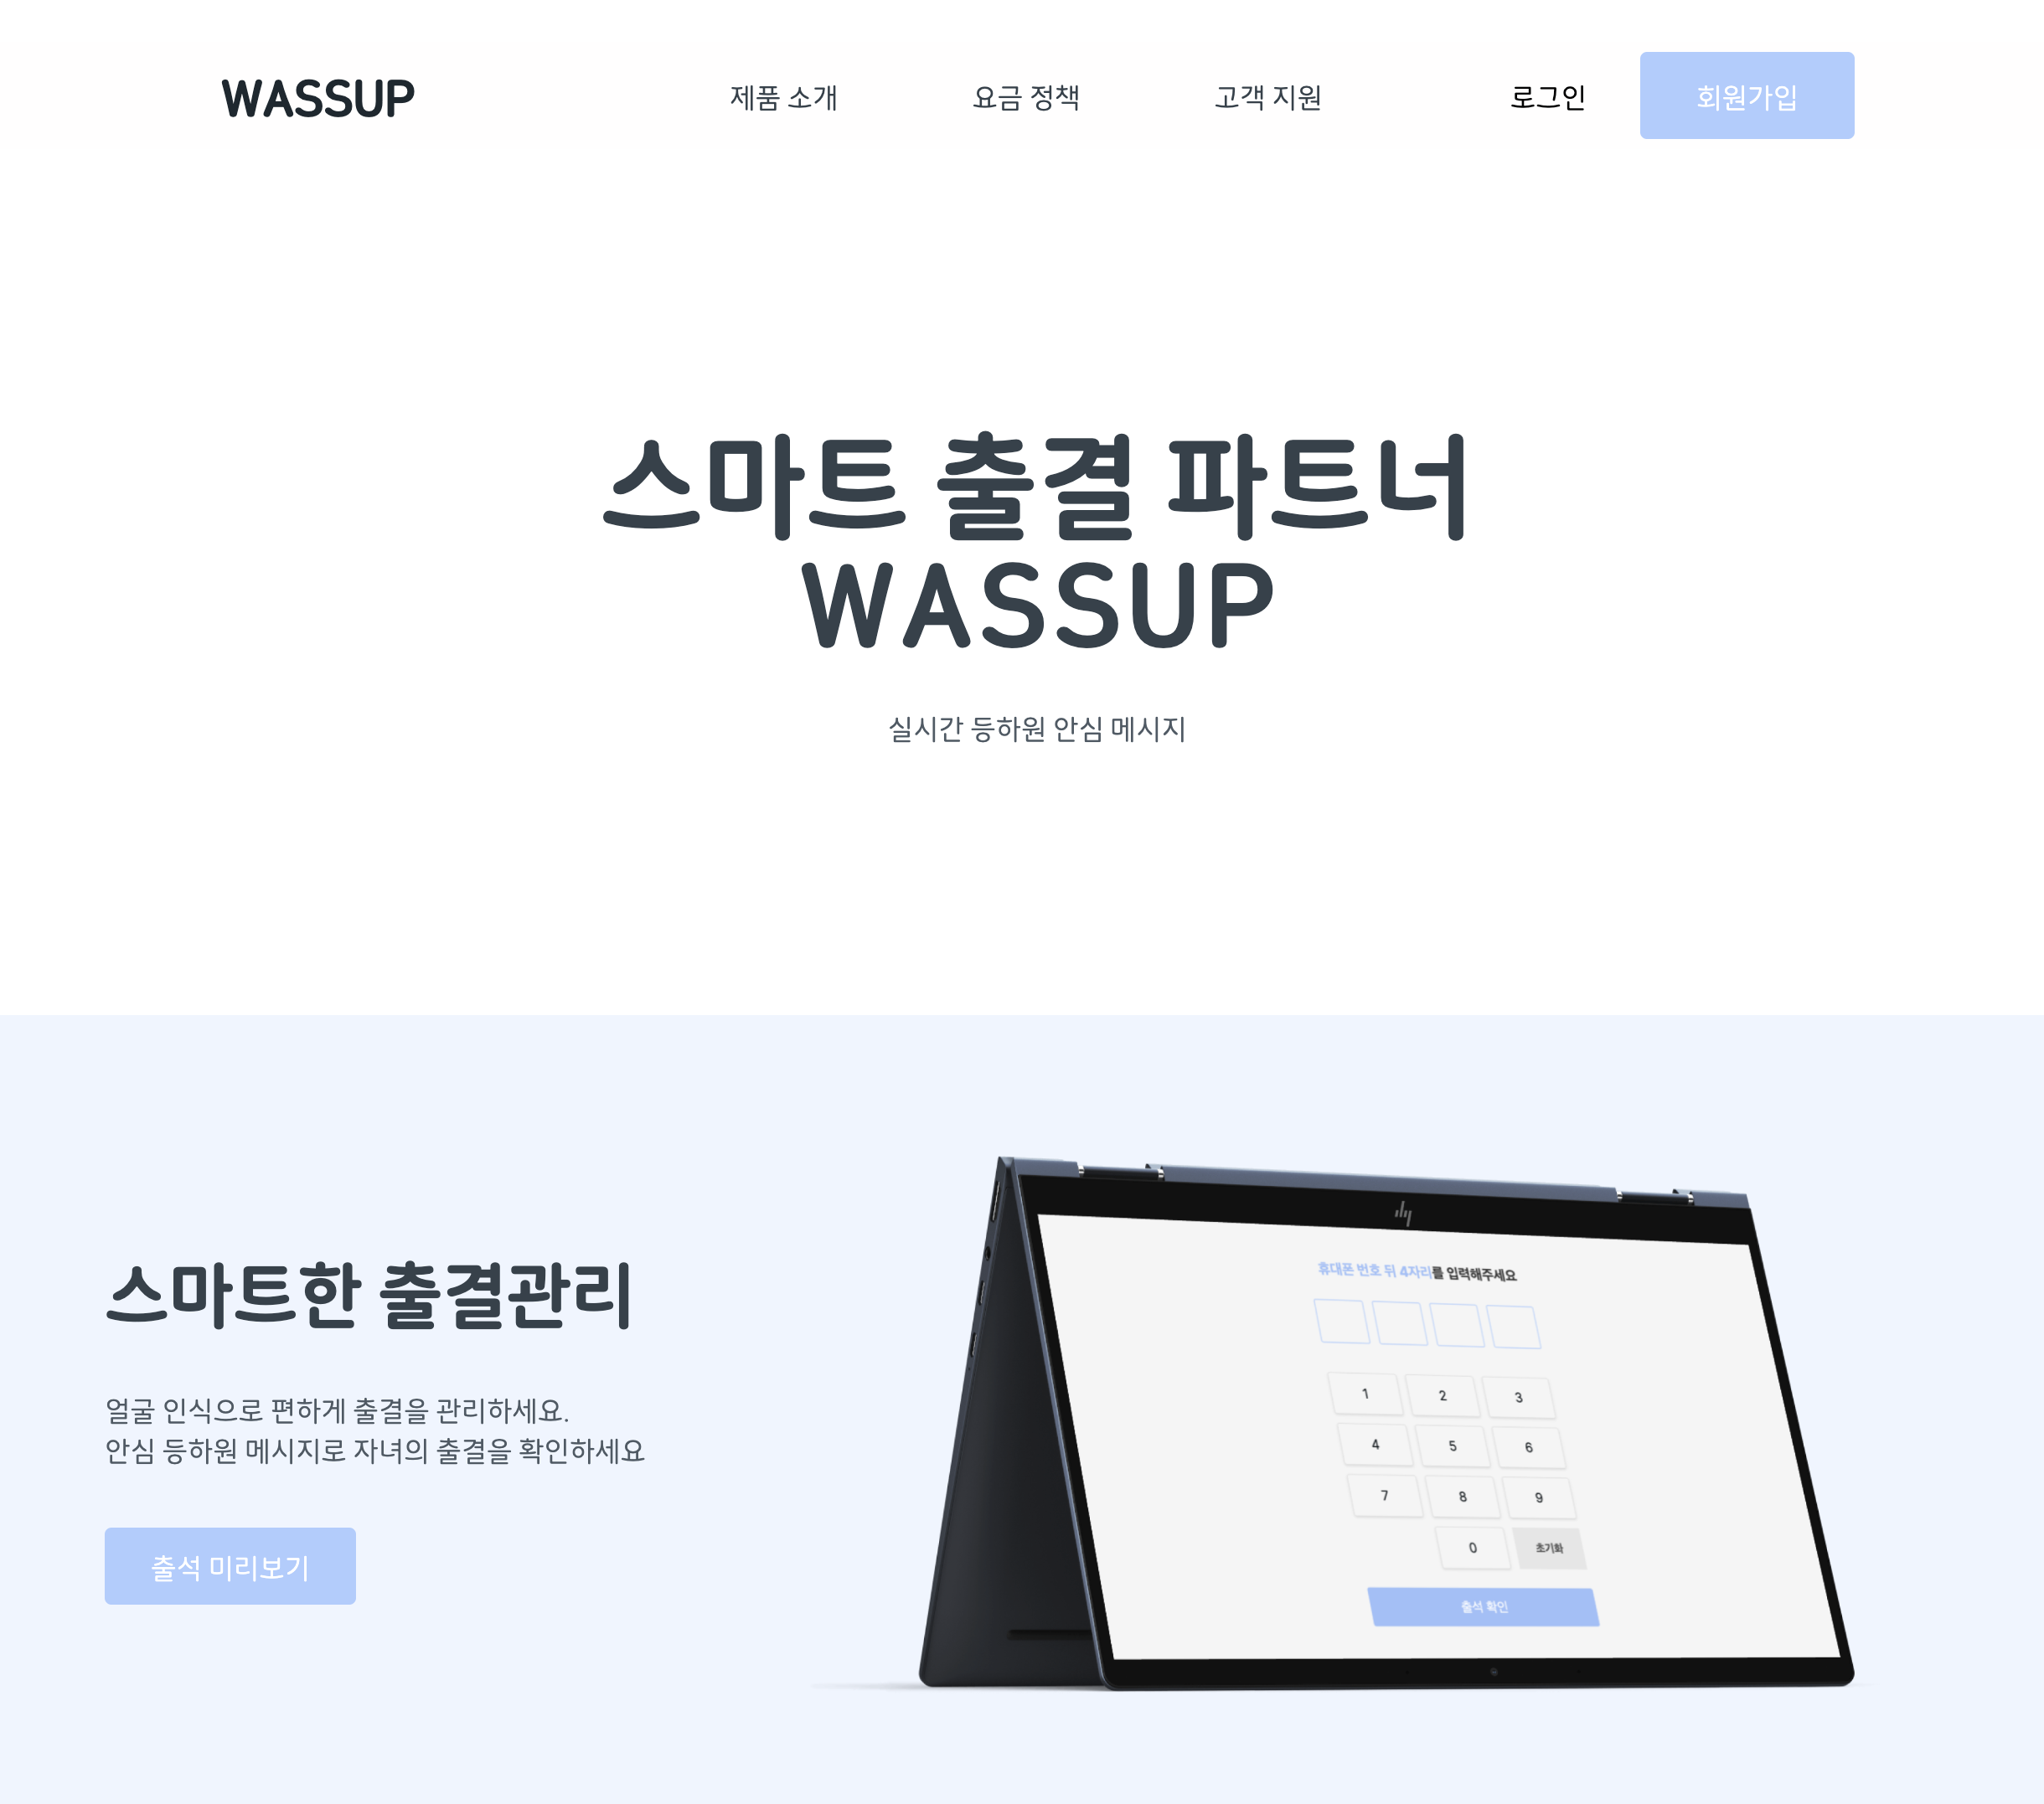 WASSUP
제품 소개
요금 정책
고객 지원
로그인
회원가입
스마트 출결 파트너
WASSUP
실시간 등하원 안심 메시지
스마트한 출결관리
얼굴 인식으로 편하게 출결을 관리하세요.
안심 등하원 메시지로 자녀의 출결을 확인하세요
출석 미리보기
hp
휴대폰 번호 뒤 4자리를 입력해주세요
1 2 3
4 5 6
7 8 9
0 초기화
출석 확인